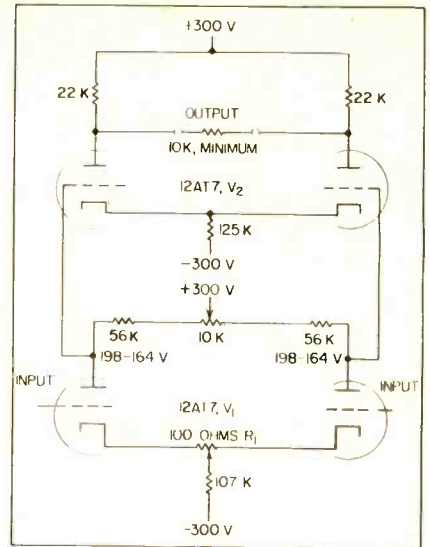 +300 V
22 K
22 K
OUTPUT
10K, MINIMUM
12AT7, V2
125 K
-300 V
+300 V
56 K
10K
56 K
198-164 V
198-164 V
INPUT
INPUT
12AT7, V1
100 OHMS R1
107 K
-300 V